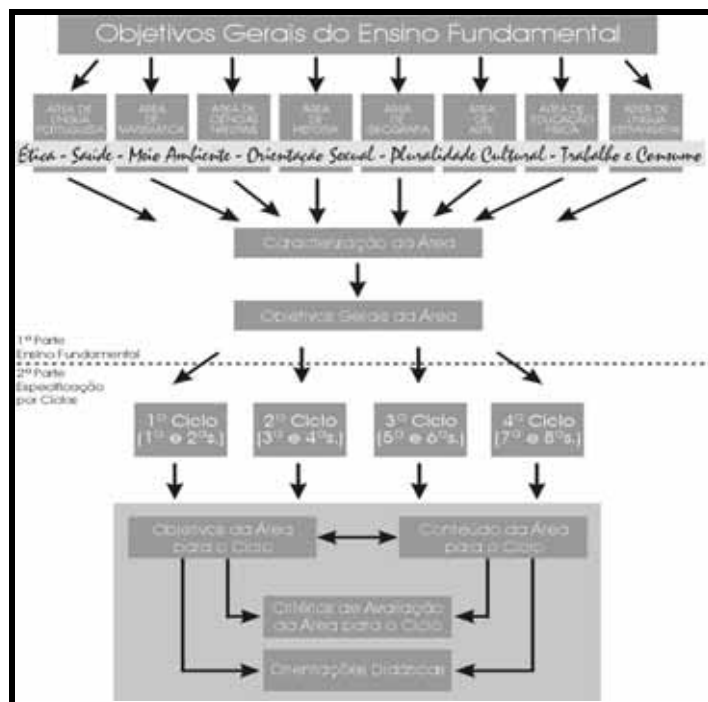 Objetivos Gerais do Ensino Fundamental
ÁREA DE LÍNGUA PORTUGUESA
ÁREA DE MATEMÁTICA
ÁREA DE CIÊNCIAS NATURAIS
ÁREA DE HISTÓRIA
ÁREA DE GEOGRAFIA
ÁREA DE ARTE
ÁREA DE EDUCAÇÃO FÍSICA
ÁREA DE LÍNGUA ESTRANGEIRA
Ética - Saúde - Meio Ambiente - Orientação Sexual - Pluralidade Cultural - Trabalho e Consumo
Caracterização da Área
Objetivos Gerais da Área
1ª Parte
Ensino Fundamental
2ª Parte
Especificação
por Ciclos
1º Ciclo
(1ª e 2ªs.)
2º Ciclo
(3ª e 4ªs.)
3º Ciclo
(5ª e 6ªs.)
4º Ciclo
(7ª e 8ªs.)
Objetivos da Área
para o Ciclo
Conteúdo da Área
para o Ciclo
Critérios de Avaliação
da Área para o Ciclo
Orientações Didáticas